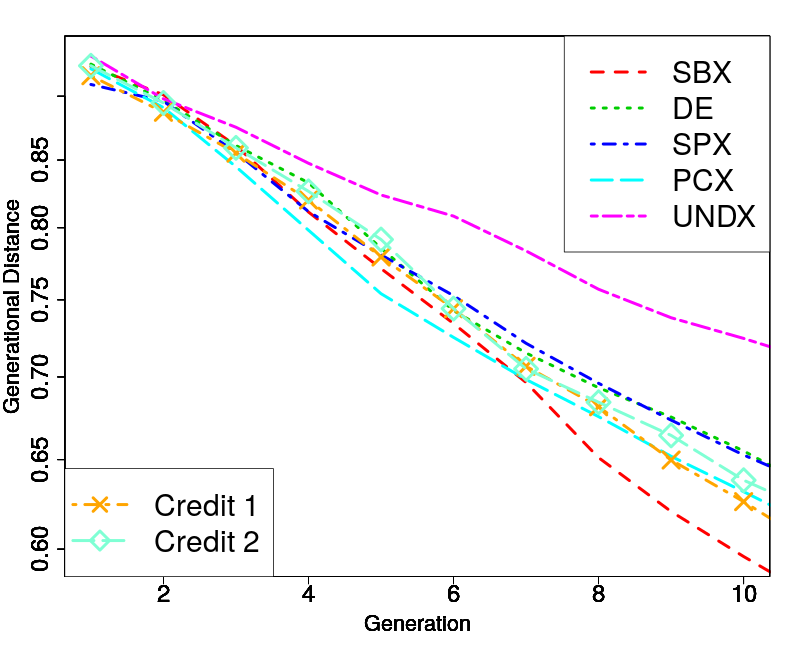 SBX
DE
SPX
PCX
UNDX
Generational Distance
0.85
0.80
0.75
0.70
0.65
0.60
Credit 1
Credit 2
2 4 6 8 10
Generation